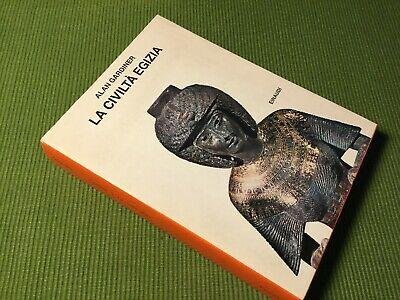 ALAN GARDINER
LA CIVILTÀ EGIZIA
EINAUDI